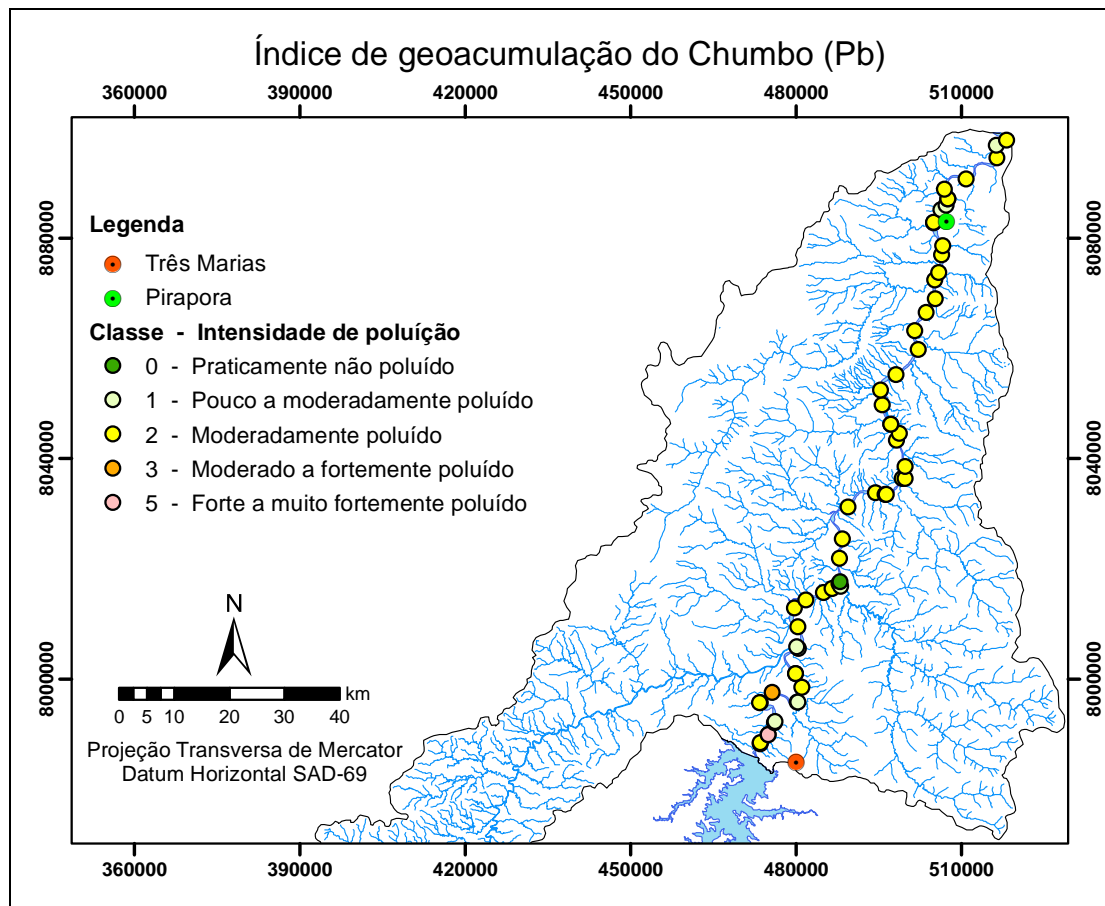 Índice de geoacumulação do Chumbo (Pb)
360000 390000 420000 450000 480000 510000
8080000 8080000
Legenda
Três Marias
Pirapora
Classe - Intensidade de poluíção
0 - Praticamente não poluído
1 - Pouco a moderadamente poluído
2 - Moderadamente poluído
3 - Moderado a fortemente poluído
5 - Forte a muito fortemente poluído
8040000 8040000
N
8000000 8000000
km
0 5 10 20 30 40
Projeção Transversa de Mercator
Datum Horizontal SAD-69
360000 390000 420000 450000 480000 510000